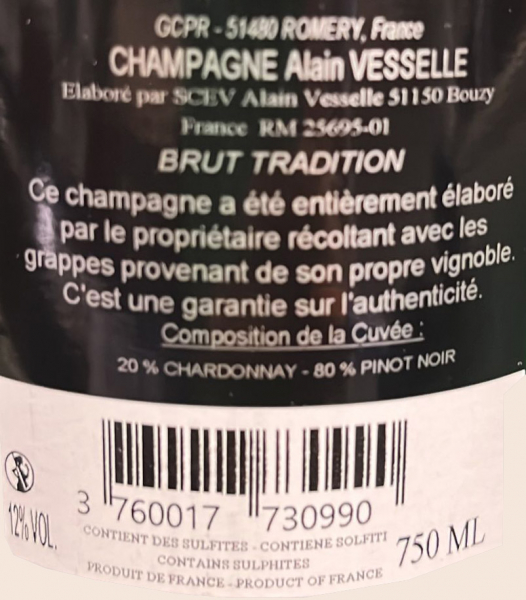 GCPR - 51480 ROMERY, France
CHAMPAGNE Alain VESSELLE
Elaboré par SCEV Alain Vesselle 51150 Bouzy
France RM 25695-01
BRUT TRADITION
Ce champagne a été entièrement élaboré
par le propriétaire récoltant avec les
grappes provenant de son propre vignoble.
C'est une garantie sur l'authenticité.
Composition de la Cuvée :
20 % CHARDONNAY - 80 % PINOT NOIR
3 760017 730990
12% VOL.
CONTIENT DES SULFITES - CONTIENE SOLFITI
CONTAINS SULPHITES
PRODUIT DE FRANCE - PRODUCT OF FRANCE
750 ML